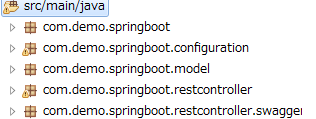 src/main/java
com.demo.springboot
com.demo.springboot.configuration
com.demo.springboot.model
com.demo.springboot.restcontroller
com.demo.springboot.restcontroller.swagge